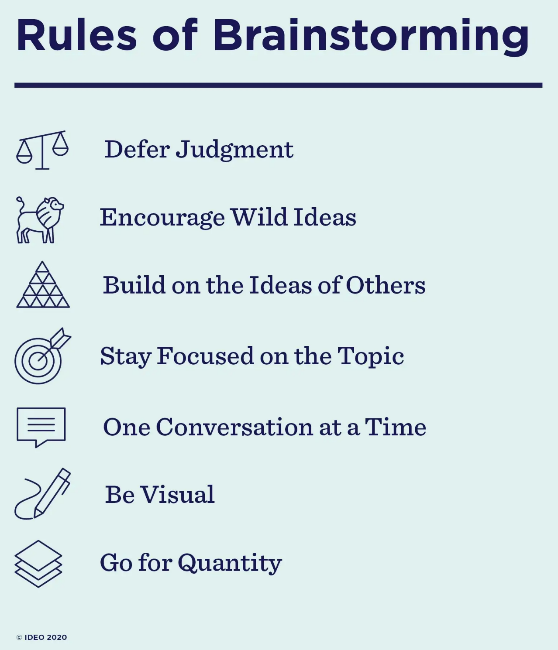 Rules of Brainstorming
Defer Judgment
Encourage Wild Ideas
Build on the Ideas of Others
Stay Focused on the Topic
One Conversation at a Time
Be Visual
Go for Quantity
© IDEO 2020